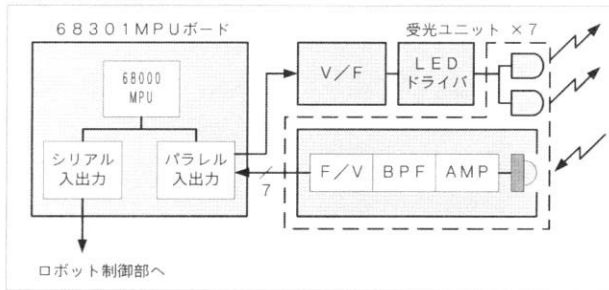 68301MPUボード
受光ユニット ×7
68000
MPU
V/F
LED
ドライバ
シリアル
入出力
パラレル
入出力
7
F/V
BPF
AMP
ロボット制御部へ